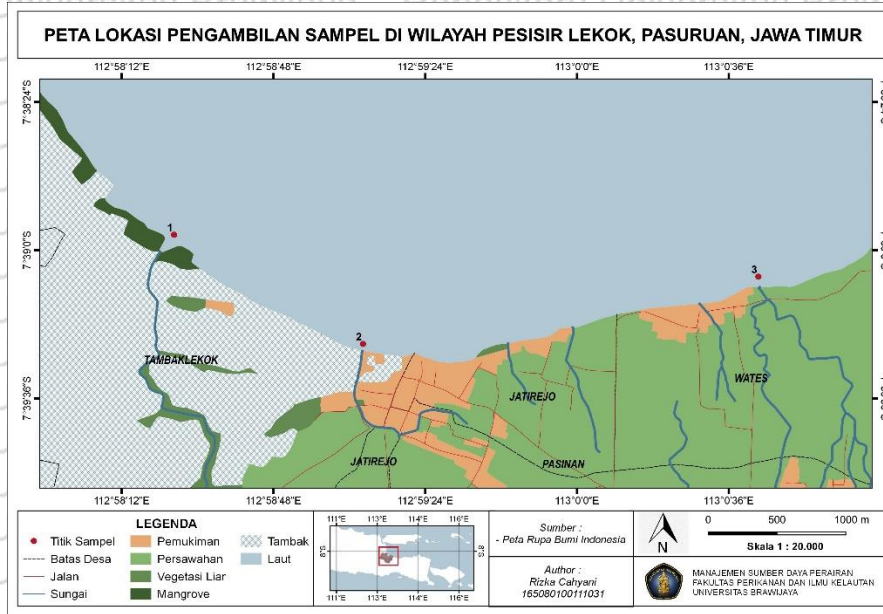 PETA LOKASI PENGAMBILAN SAMPEL DI WILAYAH PESISIR LEKOK, PASURUAN, JAWA TIMUR
112°58'12"E 112°58'48"E 112°59'24"E 113°0'0"E 113°0'36"E
7°38'24"S
7°39'0"S
7°39'36"S
1
3
2
TAMBAKLEKOK
JATIREJO
WATES
JATIREJO
PASINAN
112°58'12"E 112°58'48"E 112°59'24"E 113°0'0"E 113°0'36"E
LEGENDA
Titik Sampel
Batas Desa
Jalan
Sungai
Pemukiman
Persawahan
Vegetasi Liar
Mangrove
Tambak
Laut
111°E 113°E 114°E 116°E
8°S
8°S
111°E 113°E 114°E 116°E
Sumber :
- Peta Rupa Bumi Indonesia
Author :
Rizka Cahyani
165080100111031
N
0 500 1000 m
Skala 1 : 20.000
MANAJEMEN SUMBER DAYA PERAIRAN
FAKULTAS PERIKANAN DAN ILMU KELAUTAN
UNIVERSITAS BRAWIJAYA